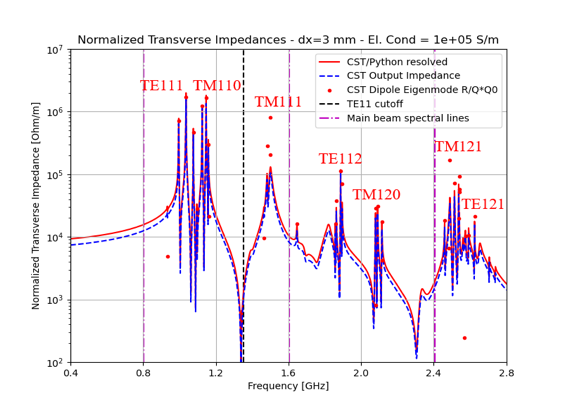 Normalized Transverse Impedances - dx=3 mm - El. Cond = 1e+05 S/m
10^7
10^6
10^5
10^4
10^3
10^2
Normalized Transverse Impedance [Ohm/m]
CST/Python resolved
CST Output Impedance
CST Dipole Eigenmode R/Q*Q0
TE11 cutoff
Main beam spectral lines
TE111
TM110
TM111
TE112
TM120
TM121
TE121
0.4 0.8 1.2 1.6 2.0 2.4 2.8
Frequency [GHz]